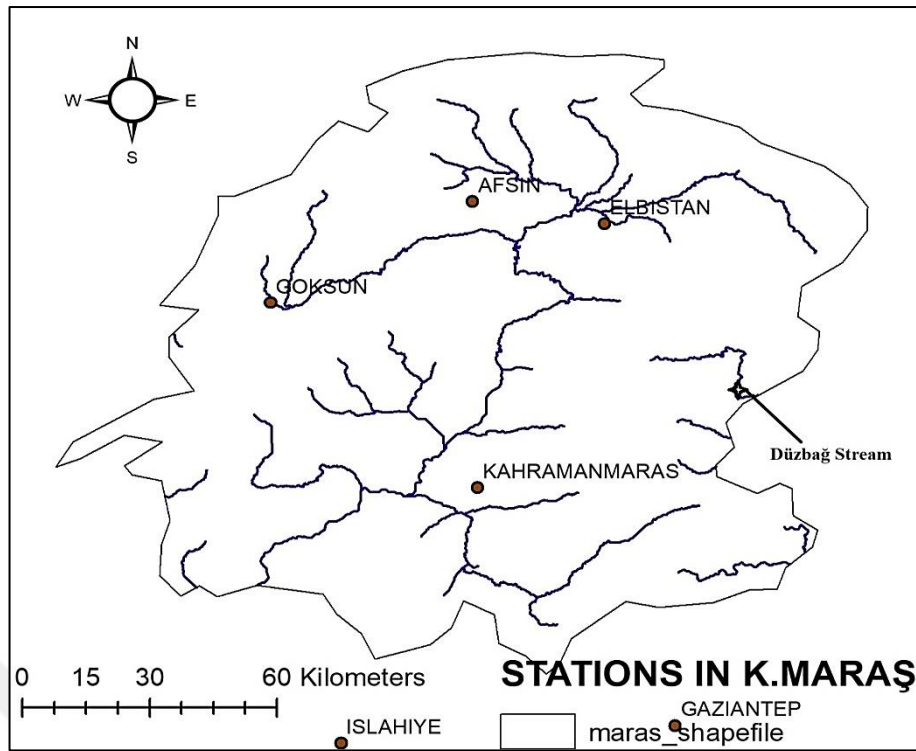 N
W E
S
AFSIN
ELBISTAN
GOKSUN
Düzbağ Stream
KAHRAMANMARAS
0 15 30 60 Kilometers
STATIONS IN K.MARAŞ
GAZIANTEP
maras_shapefile
ISLAHIYE